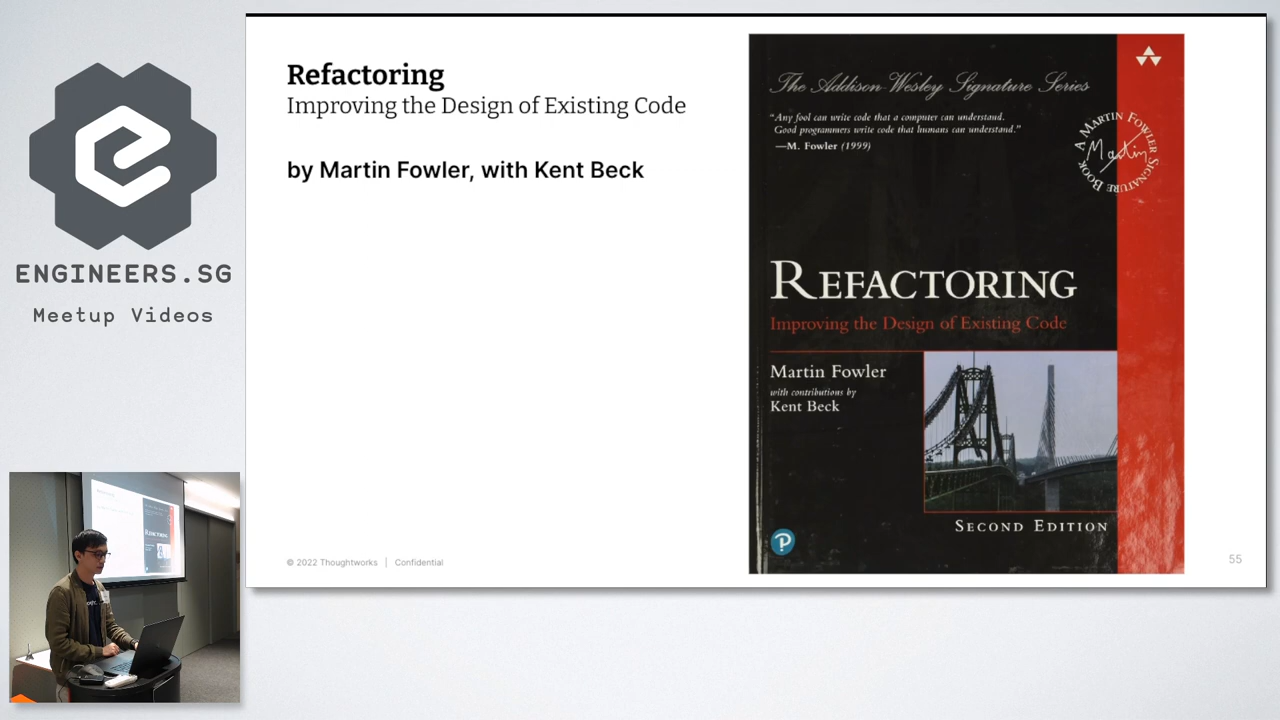 ENGINEERS.SG
Meetup Videos
Refactoring
Improving the Design of Existing Code
by Martin Fowler, with Kent Beck
The Addison-Wesley Signature Series
“Any fool can write code that a computer can understand.
Good programmers write code that humans can understand.”
—M. Fowler (1999)
A MARTIN FOWLER SIGNATURE BOOK
Martin
REFACTORING
Improving the Design of Existing Code
Martin Fowler
with contributions by
Kent Beck
SECOND EDITION
P
© 2022 Thoughtworks | Confidential
55
REFACTORING